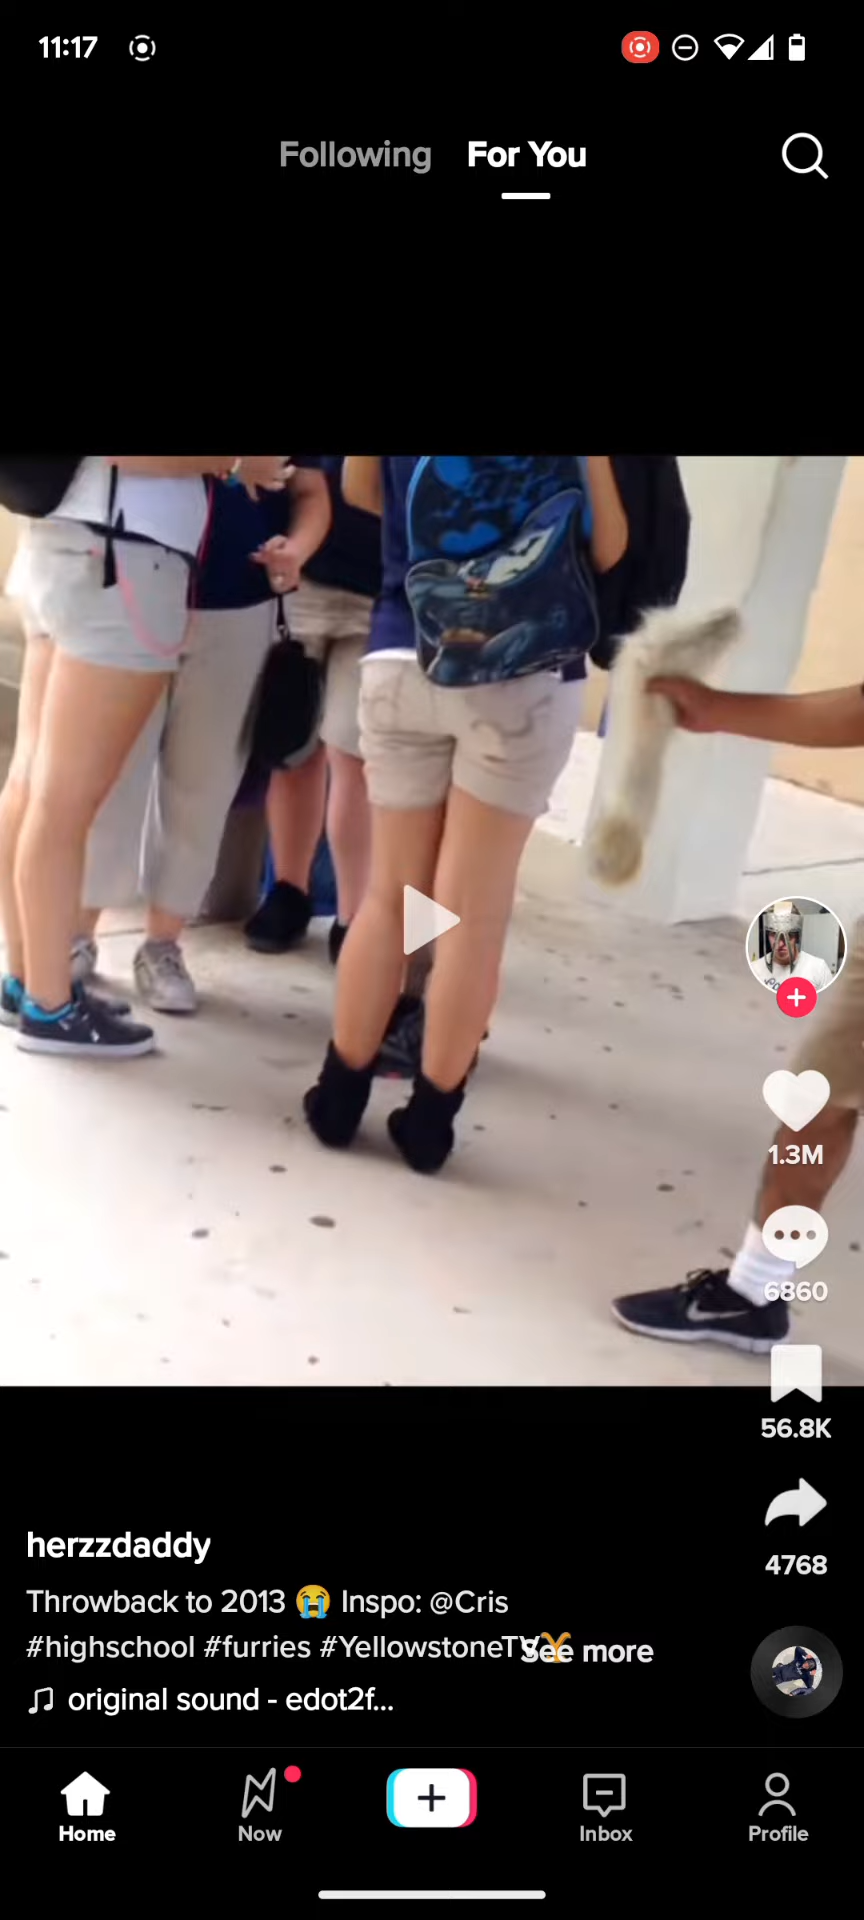 11:17
Following For You
1.3M
6860
56.8K
4768
herzzdaddy
Throwback to 2013 😭 Inspo: @Cris
#highschool #furries #YellowstoneTV See more
original sound - edot2f...
Home Now Inbox Profile